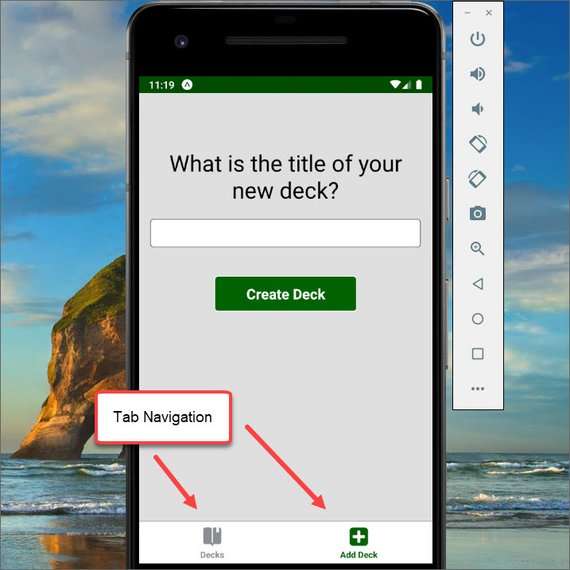 11:19
What is the title of your
new deck?
Create Deck
Tab Navigation
Decks
Add Deck